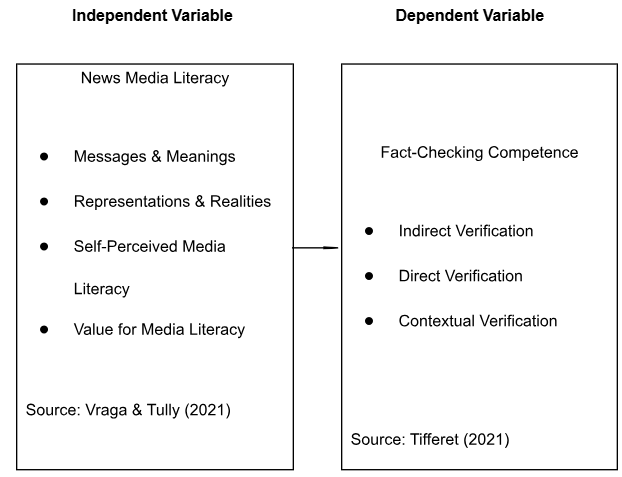 Independent Variable
News Media Literacy
● Messages & Meanings
● Representations & Realities
● Self-Perceived Media
Literacy
● Value for Media Literacy
Source: Vraga & Tully (2021)
Dependent Variable
Fact-Checking Competence
● Indirect Verification
● Direct Verification
● Contextual Verification
Source: Tifferet (2021)